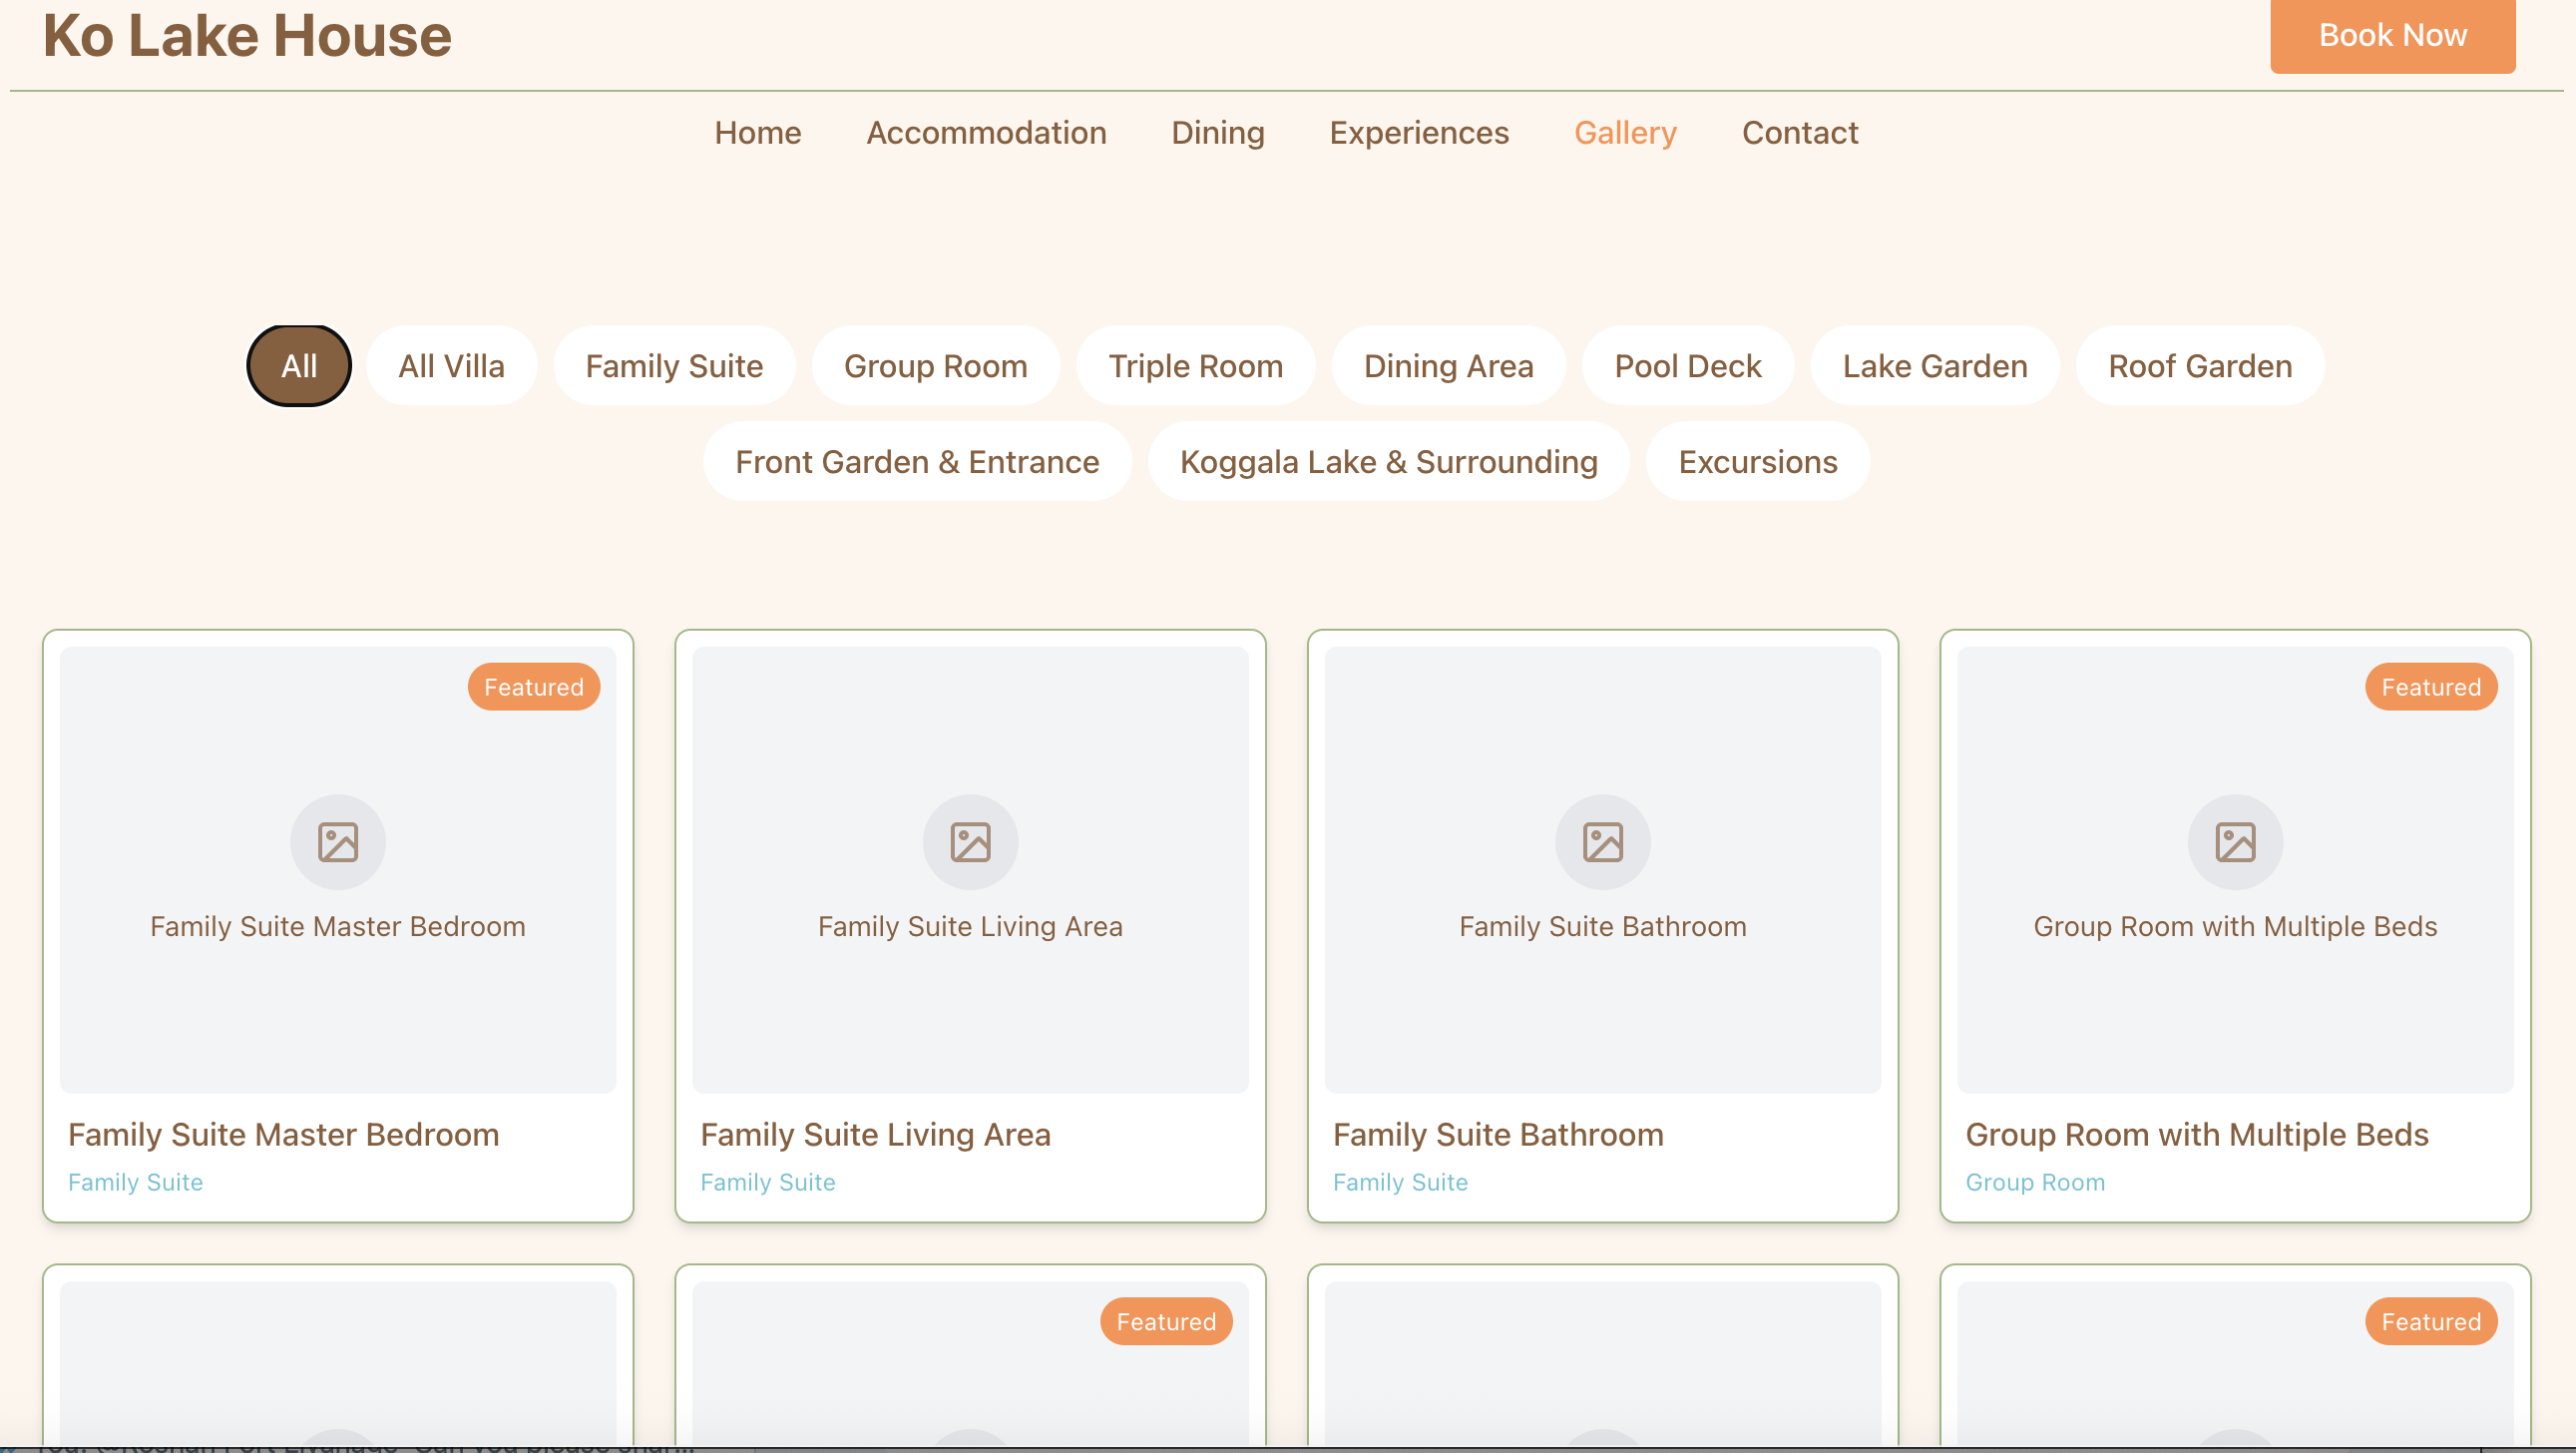 Ko Lake House
Book Now
Home Accommodation Dining Experiences Gallery Contact
All All Villa Family Suite Group Room Triple Room Dining Area Pool Deck Lake Garden Roof Garden
Front Garden & Entrance Koggala Lake & Surrounding Excursions
Featured Featured
Family Suite Master Bedroom Family Suite Living Area Family Suite Bathroom Group Room with Multiple Beds
Family Suite Master Bedroom Family Suite Living Area Family Suite Bathroom Group Room with Multiple Beds
Family Suite Family Suite Family Suite Group Room
Featured Featured